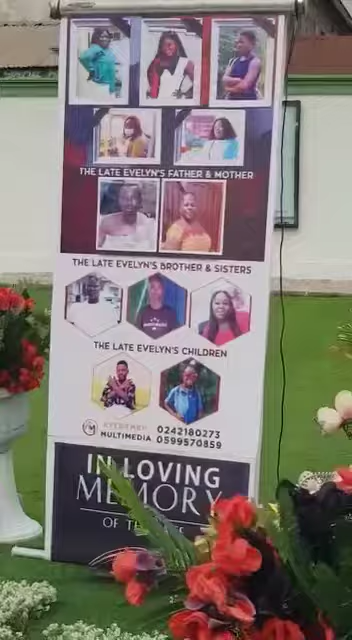 THE LATE EVELYN'S FATHER & MOTHER
THE LATE EVELYN'S BROTHER & SISTERS
THE LATE EVELYN'S CHILDREN
MULTIMEDIA
0242180273
0599570859
IN LOVING
MEMORY
OF